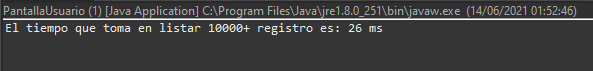 PantallaUsuario (1) [Java Application] C:\Program Files\Java\jre1.8.0_251\bin\javaw.exe (14/06/2021 01:52:46)
El tiempo que toma en listar 10000+ registro es: 26 ms